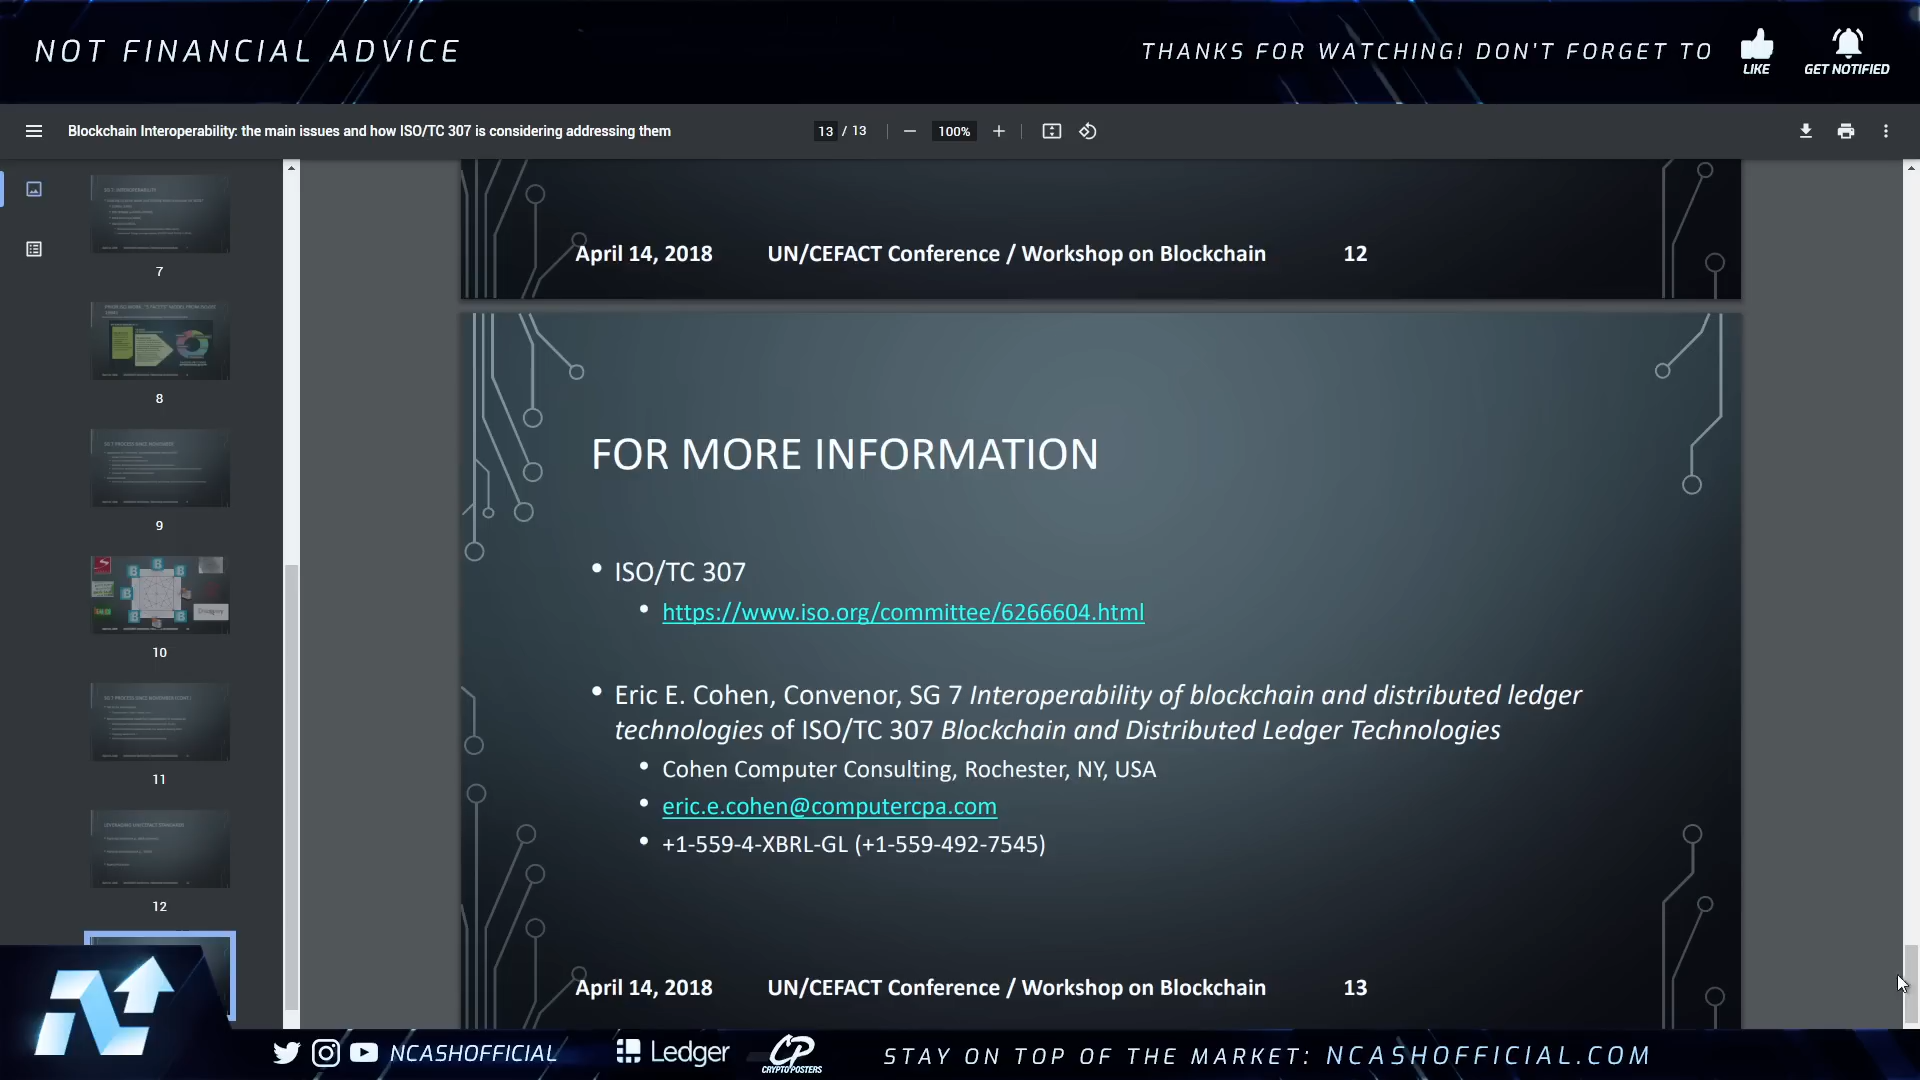 NOT FINANCIAL ADVICE
THANKS FOR WATCHING! DON'T FORGET TO
LIKE
GET NOTIFIED
Blockchain Interoperability: the main issues and how ISO/TC 307 is considering addressing them
13 / 13
100%
7
8
9
10
11
12
April 14, 2018 UN/CEFACT Conference / Workshop on Blockchain 12
FOR MORE INFORMATION
• ISO/TC 307
• https://www.iso.org/committee/6266604.html
• Eric E. Cohen, Convenor, SG 7 Interoperability of blockchain and distributed ledger
technologies of ISO/TC 307 Blockchain and Distributed Ledger Technologies
• Cohen Computer Consulting, Rochester, NY, USA
• eric.e.cohen@computercpa.com
• +1-559-4-XBRL-GL (+1-559-492-7545)
April 14, 2018 UN/CEFACT Conference / Workshop on Blockchain 13
NCASHOFFICIAL
Ledger
CP
CRYPTOPOSTERS
STAY ON TOP OF THE MARKET: NCASHOFFICIAL.COM